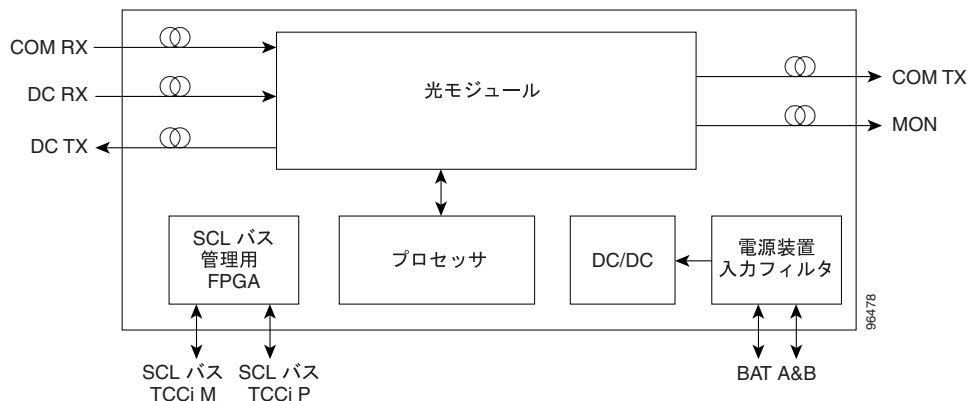 COM RX
DC RX
DC TX
光モジュール
COM TX
MON
SCL バス
管理用
FPGA
プロセッサ
DC/DC
電源装置
入力フィルタ
96478
SCL バス
TCCi M
SCL バス
TCCi P
BAT A&B